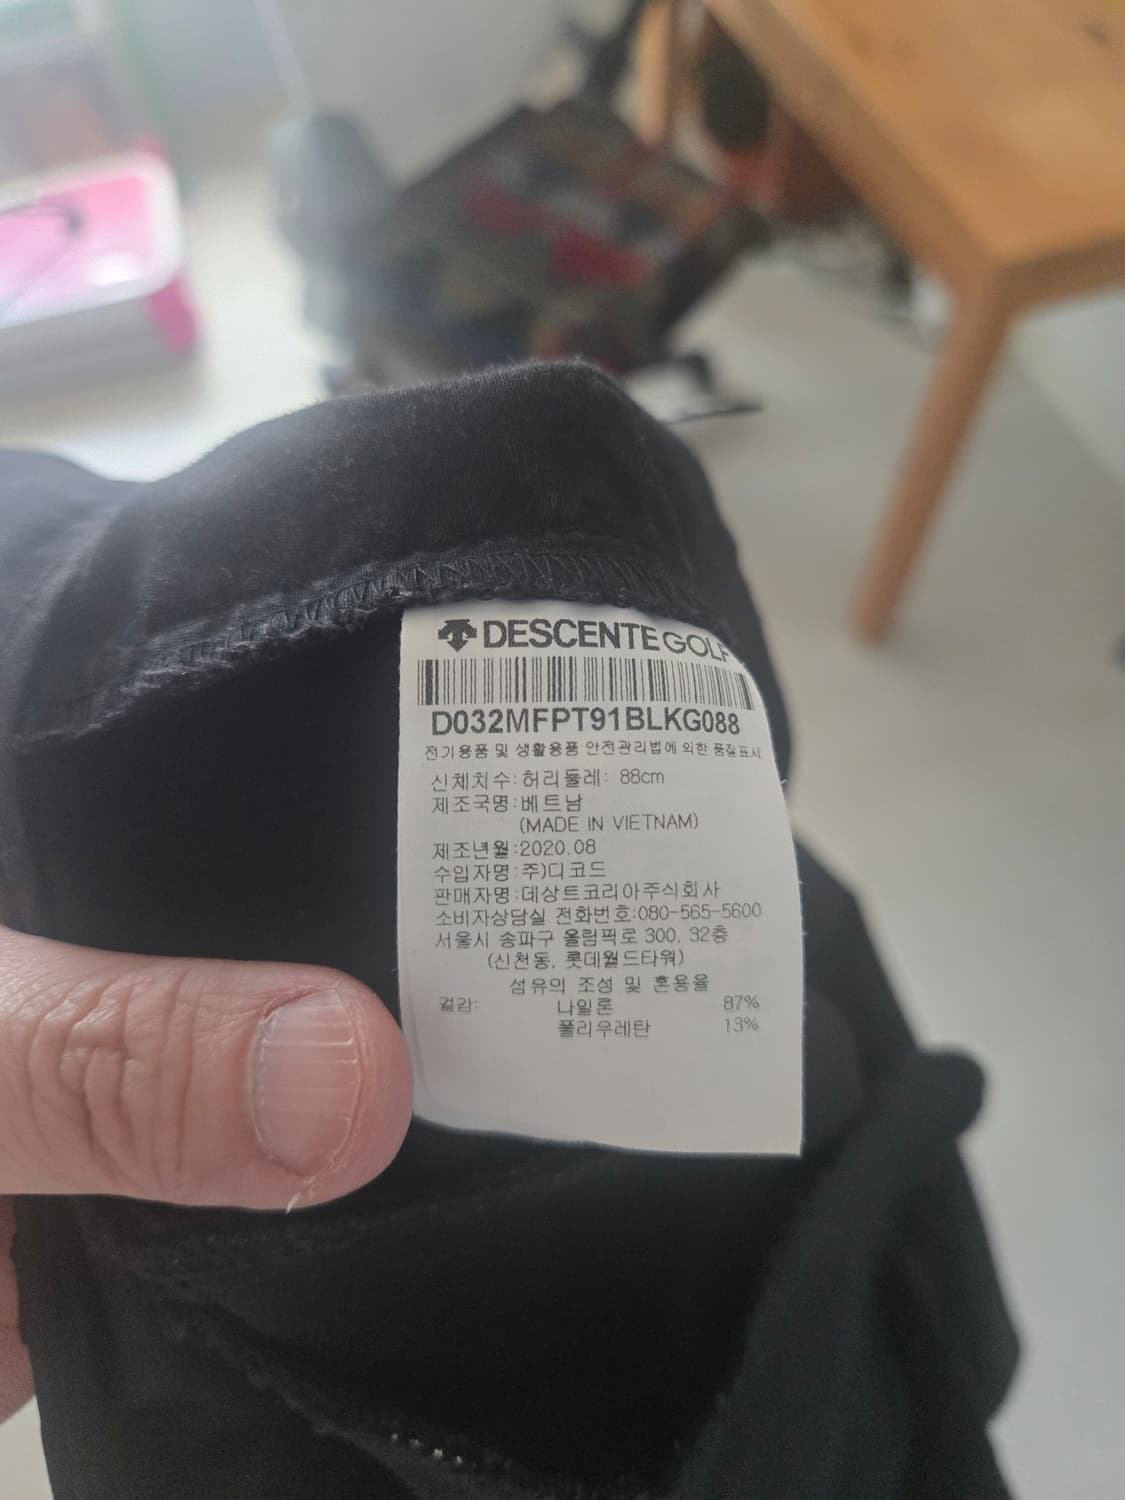 DESCENTE GOLF
D032MFPT91BLKG088
전기용품 및 생활용품 안전관리법에 의한 품질표시
신체치수:허리둘레: 88cm
제조국명:베트남
(MADE IN VIETNAM)
제조년월:2020.08
수입자명:주)디코드
판매자명:데상트코리아주식회사
소비자상담실 전화번호:080-565-5600
서울시 송파구 올림픽로 300, 32층
(신천동, 롯데월드타워)
섬유의 조성 및 혼용율
겉감: 나일론 87%
폴리우레탄 13%